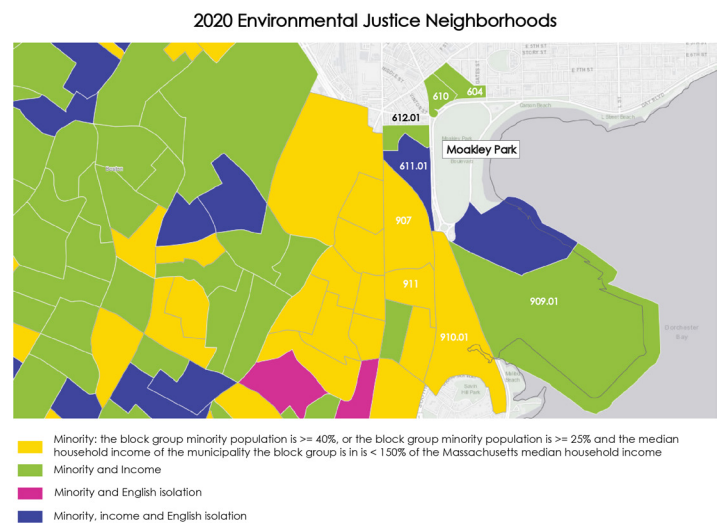 2020 Environmental Justice Neighborhoods
E 5TH ST
604
610
612.01
Moakley Park
611.01
907
911
909.01
910.01
Minority: the block group minority population is >= 40%, or the block group minority population is >= 25% and the median
household income of the municipality the block group is in is < 150% of the Massachusetts median household income
Minority and Income
Minority and English isolation
Minority, income and English isolation